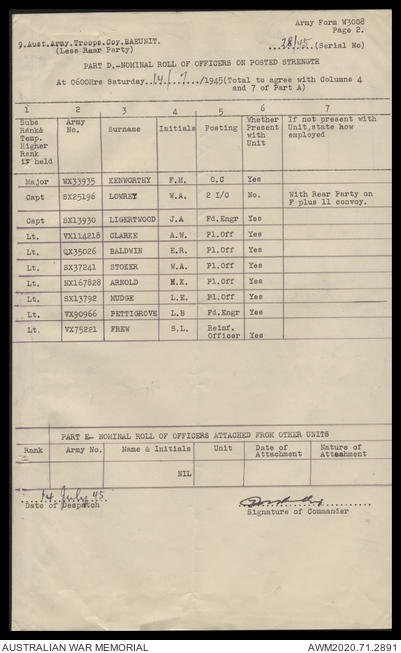 Army Form W3008
Page 2.
9.Aust.Army.Troops.Coy.RAEUNIT.
(Less Rear Party)
28/45 (Serial No)
PART D.-NOMINAL ROLL OF OFFICERS ON POSTED STRENGTH
At 0600Hrs Saturday 14/7/1945(Total to agree with Columns 4
and 7 of Part A)
1 2 3 4 5 6 7
Subs Rank& Temp. Higher Rank if held | Army No. | Surname | Initials | Posting | Whether Present with Unit | If not present with Unit,state how employed
Major WX33935 KENWORTHY F.M. O.C Yes
Capt SX25196 LOWREY W.A. 2 I/C No. With Rear Party on
F plus 11 convoy.
Capt SX13930 LIGERTWOOD J.A Fd.Engr Yes
Lt. VX114218 CLARKE A.W. Pl.Off Yes
Lt. QX35026 BALDWIN E.R. Pl.Off Yes
Lt. SX37241 STOKER W.A. Pl.Off Yes
Lt. NX167828 ARNOLD H.K. Pl.Off Yes
Lt. SX13792 MUDGE L.E. Pl.Off Yes
Lt. VX90966 PETTIGROVE L.B Fd.Engr Yes
Lt. VX75221 FREW S.L. Reinf.
Officer Yes
PART E- NOMINAL ROLL OF OFFICERS ATTACHED FROM OTHER UNITS
Rank | Army No. | Name & Initials | Unit | Date of Attachment | Nature of Attachment
NIL
14 July 45
Date of Despatch
Signature of Commander
AUSTRALIAN WAR MEMORIAL
AWM2020.71.2891